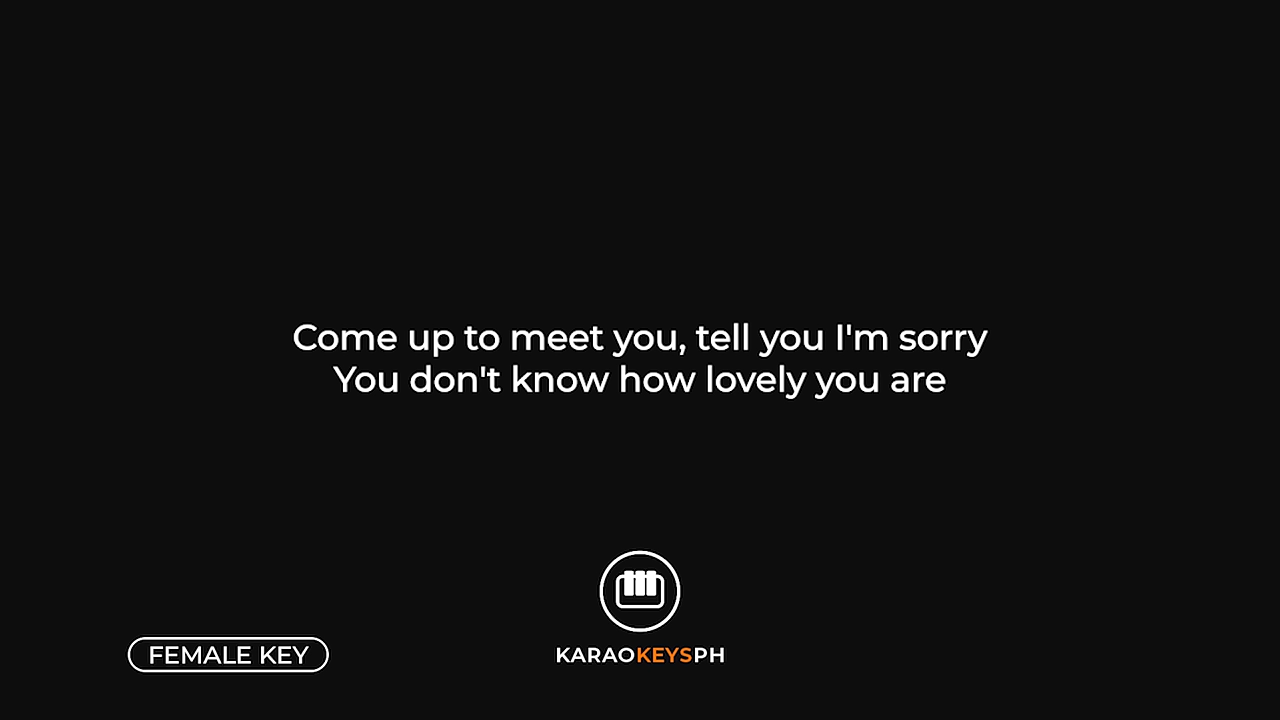 Come up to meet you, tell you I'm sorry
You don't know how lovely you are
FEMALE KEY
KARAOKEYSPH